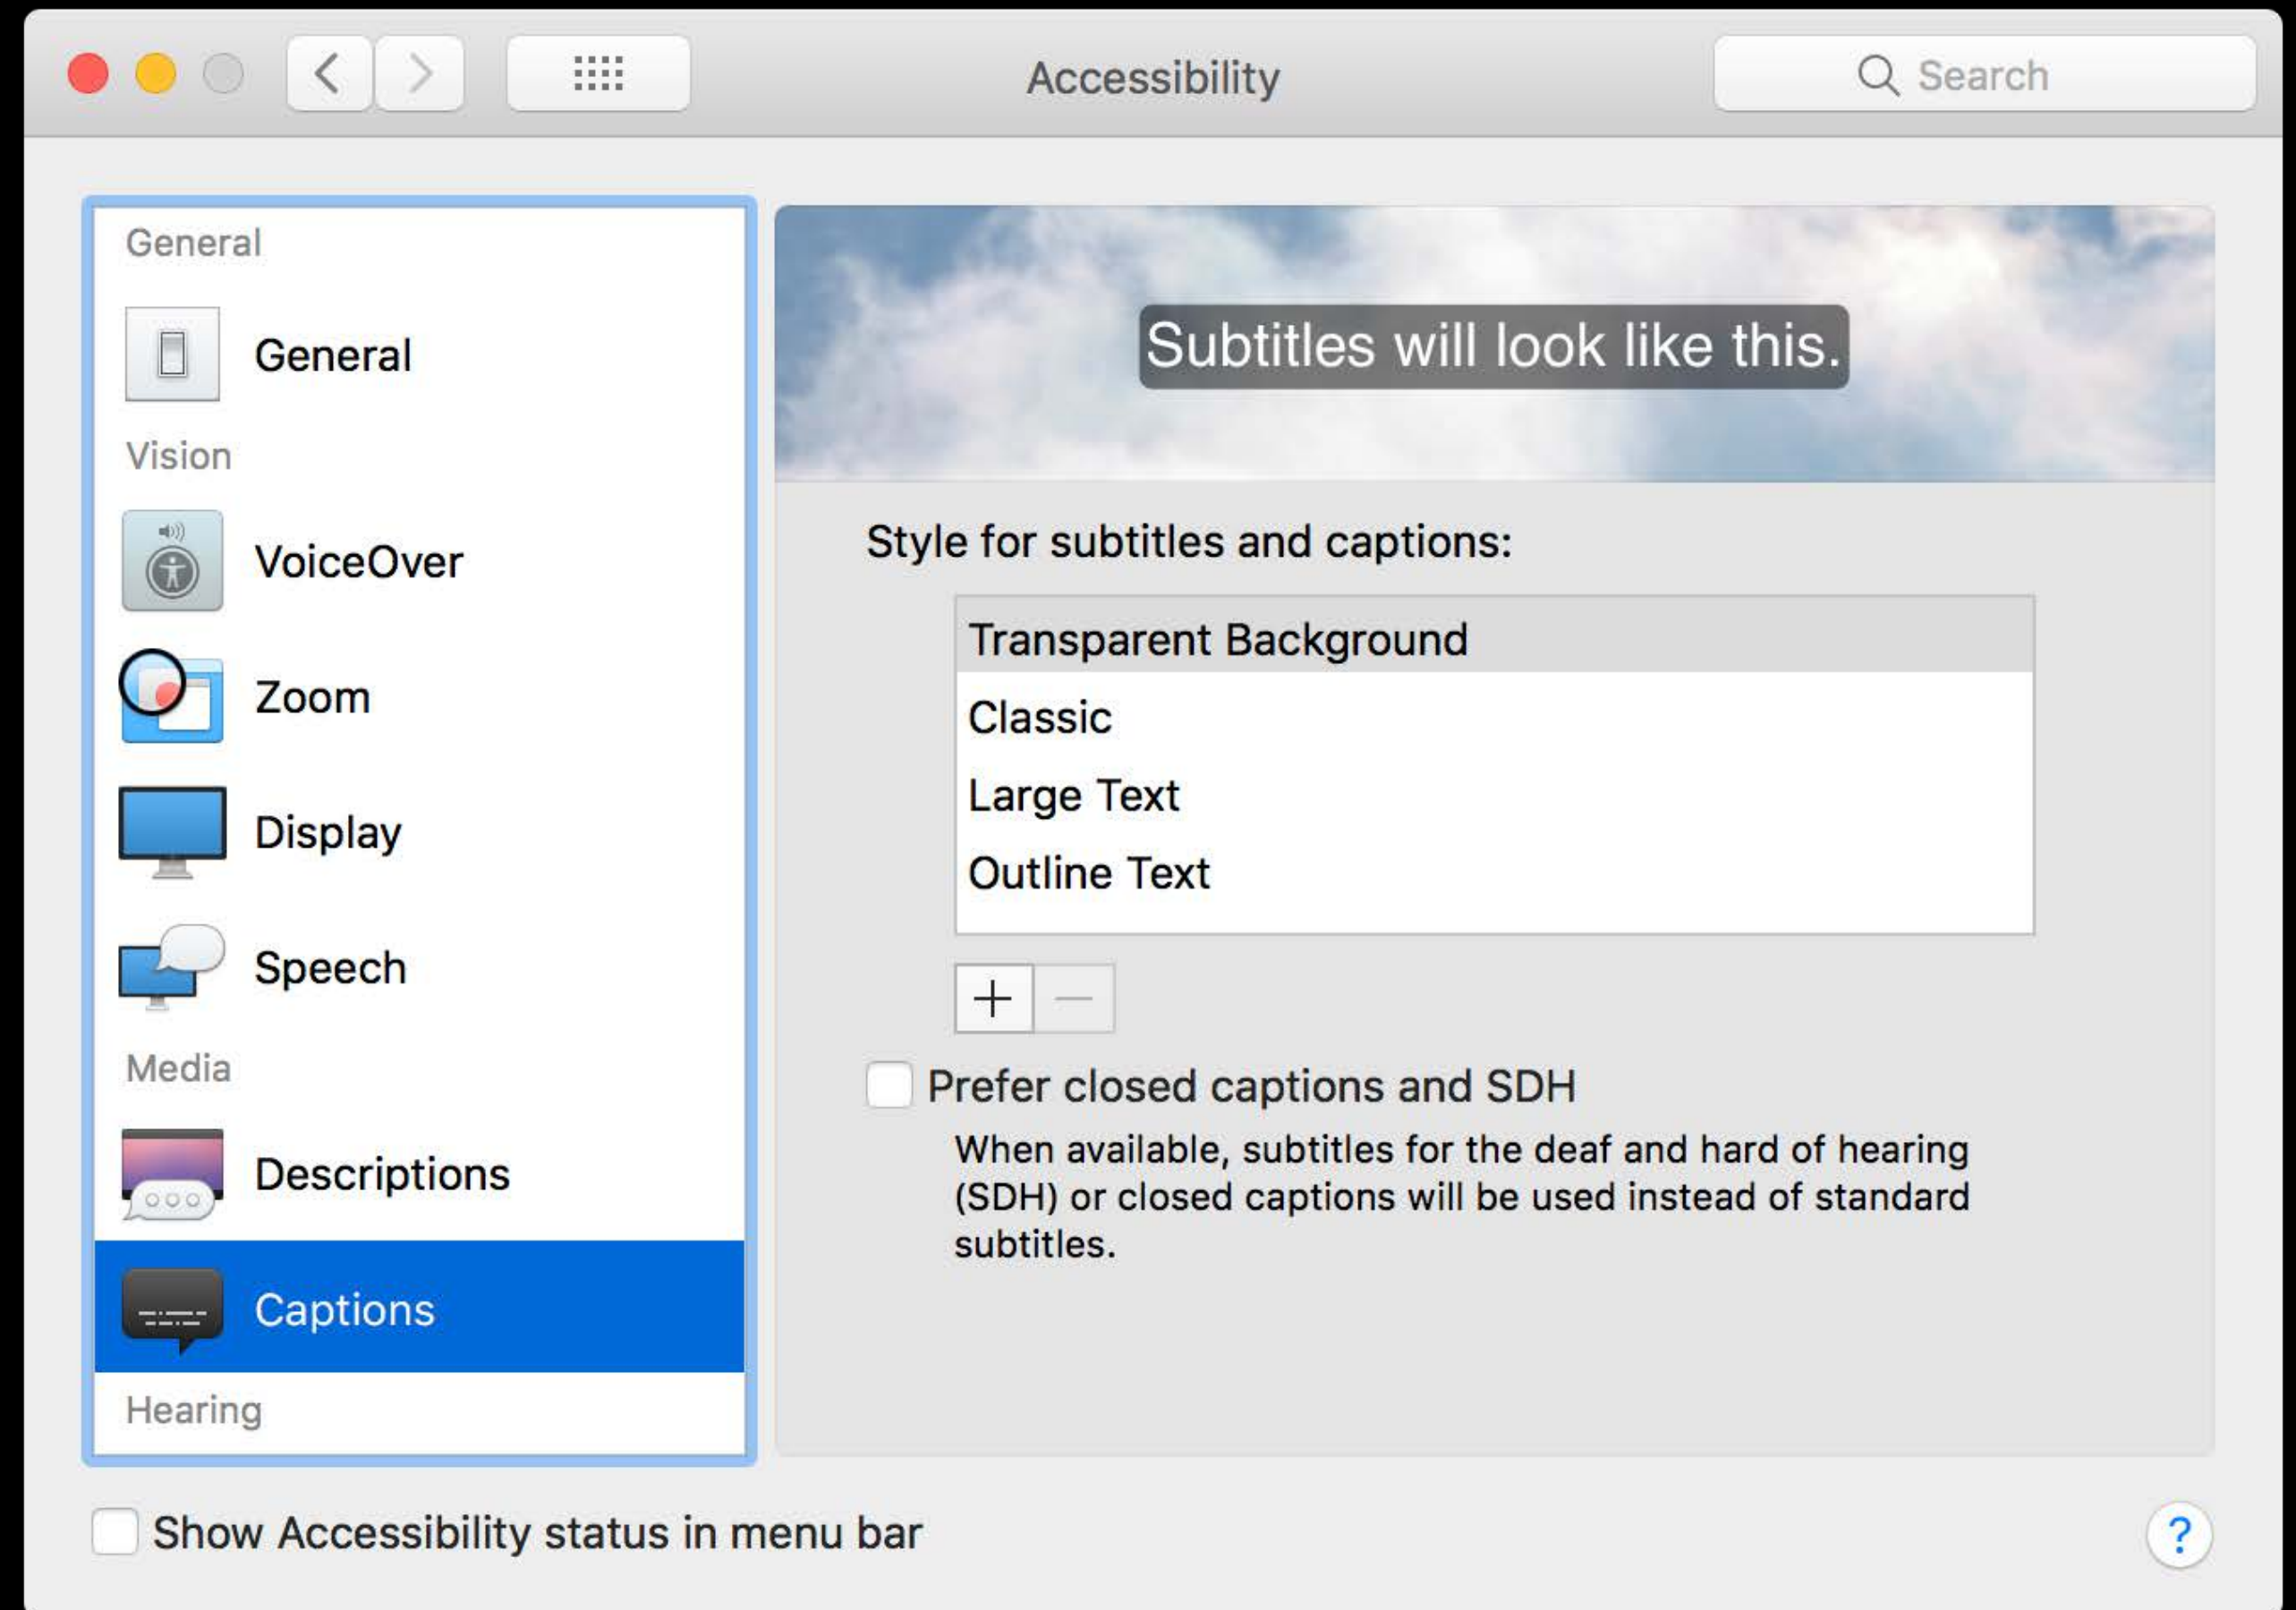 Accessibility
Search
General
General
Vision
VoiceOver
Zoom
Display
Speech
Media
Descriptions
Captions
Hearing
Subtitles will look like this.
Style for subtitles and captions:
Transparent Background
Classic
Large Text
Outline Text
Prefer closed captions and SDH
When available, subtitles for the deaf and hard of hearing
(SDH) or closed captions will be used instead of standard
subtitles.
Show Accessibility status in menu bar
?